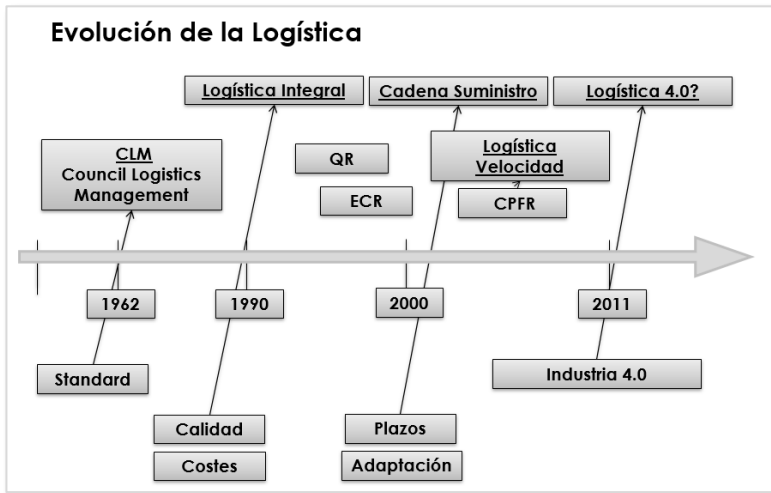 Evolución de la Logística
Logística Integral
Cadena Suministro
Logística 4.0?
CLM
Council Logistics
Management
QR
ECR
Logística
Velocidad
CPFR
1962
1990
2000
2011
Standard
Industria 4.0
Calidad
Costes
Plazos
Adaptación